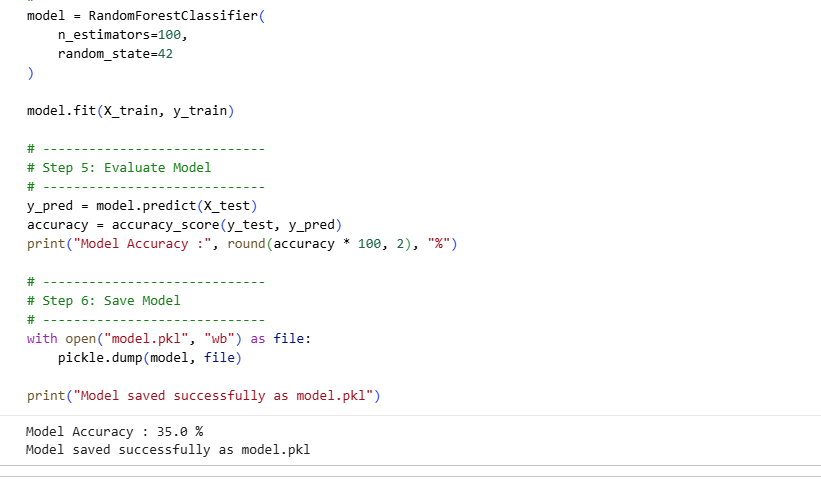 model = RandomForestClassifier(
    n_estimators=100,
    random_state=42
)

model.fit(X_train, y_train)

# -----------------------------
# Step 5: Evaluate Model
# -----------------------------
y_pred = model.predict(X_test)
accuracy = accuracy_score(y_test, y_pred)
print("Model Accuracy :", round(accuracy * 100, 2), "%")

# -----------------------------
# Step 6: Save Model
# -----------------------------
with open("model.pkl", "wb") as file:
    pickle.dump(model, file)

print("Model saved successfully as model.pkl")
Model Accuracy : 35.0 %
Model saved successfully as model.pkl